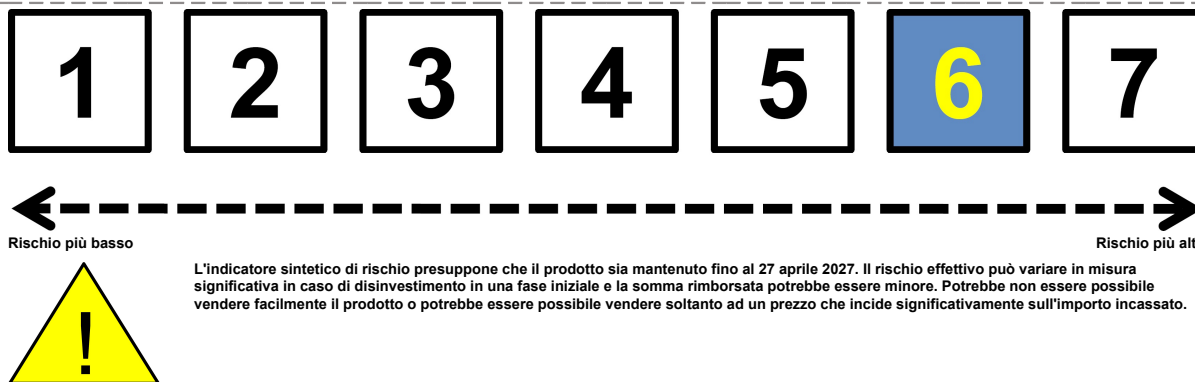 1 2 3 4 5 6 7
Rischio più basso Rischio più alt
L'indicatore sintetico di rischio presuppone che il prodotto sia mantenuto fino al 27 aprile 2027. Il rischio effettivo può variare in misura
significativa in caso di disinvestimento in una fase iniziale e la somma rimborsata potrebbe essere minore. Potrebbe non essere possibile
vendere facilmente il prodotto o potrebbe essere possibile vendere soltanto ad un prezzo che incide significativamente sull'importo incassato.
!